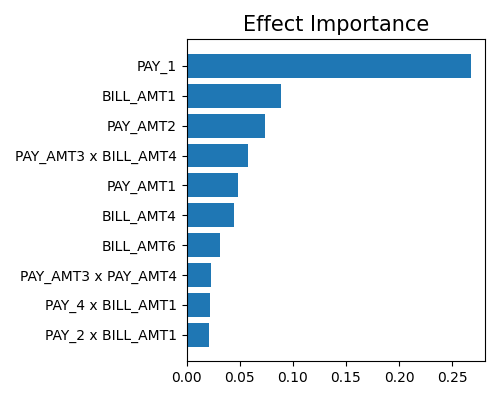 Effect Importance
PAY_1
BILL_AMT1
PAY_AMT2
PAY_AMT3 x BILL_AMT4
PAY_AMT1
BILL_AMT4
BILL_AMT6
PAY_AMT3 x PAY_AMT4
PAY_4 x BILL_AMT1
PAY_2 x BILL_AMT1
0.00 0.05 0.10 0.15 0.20 0.25